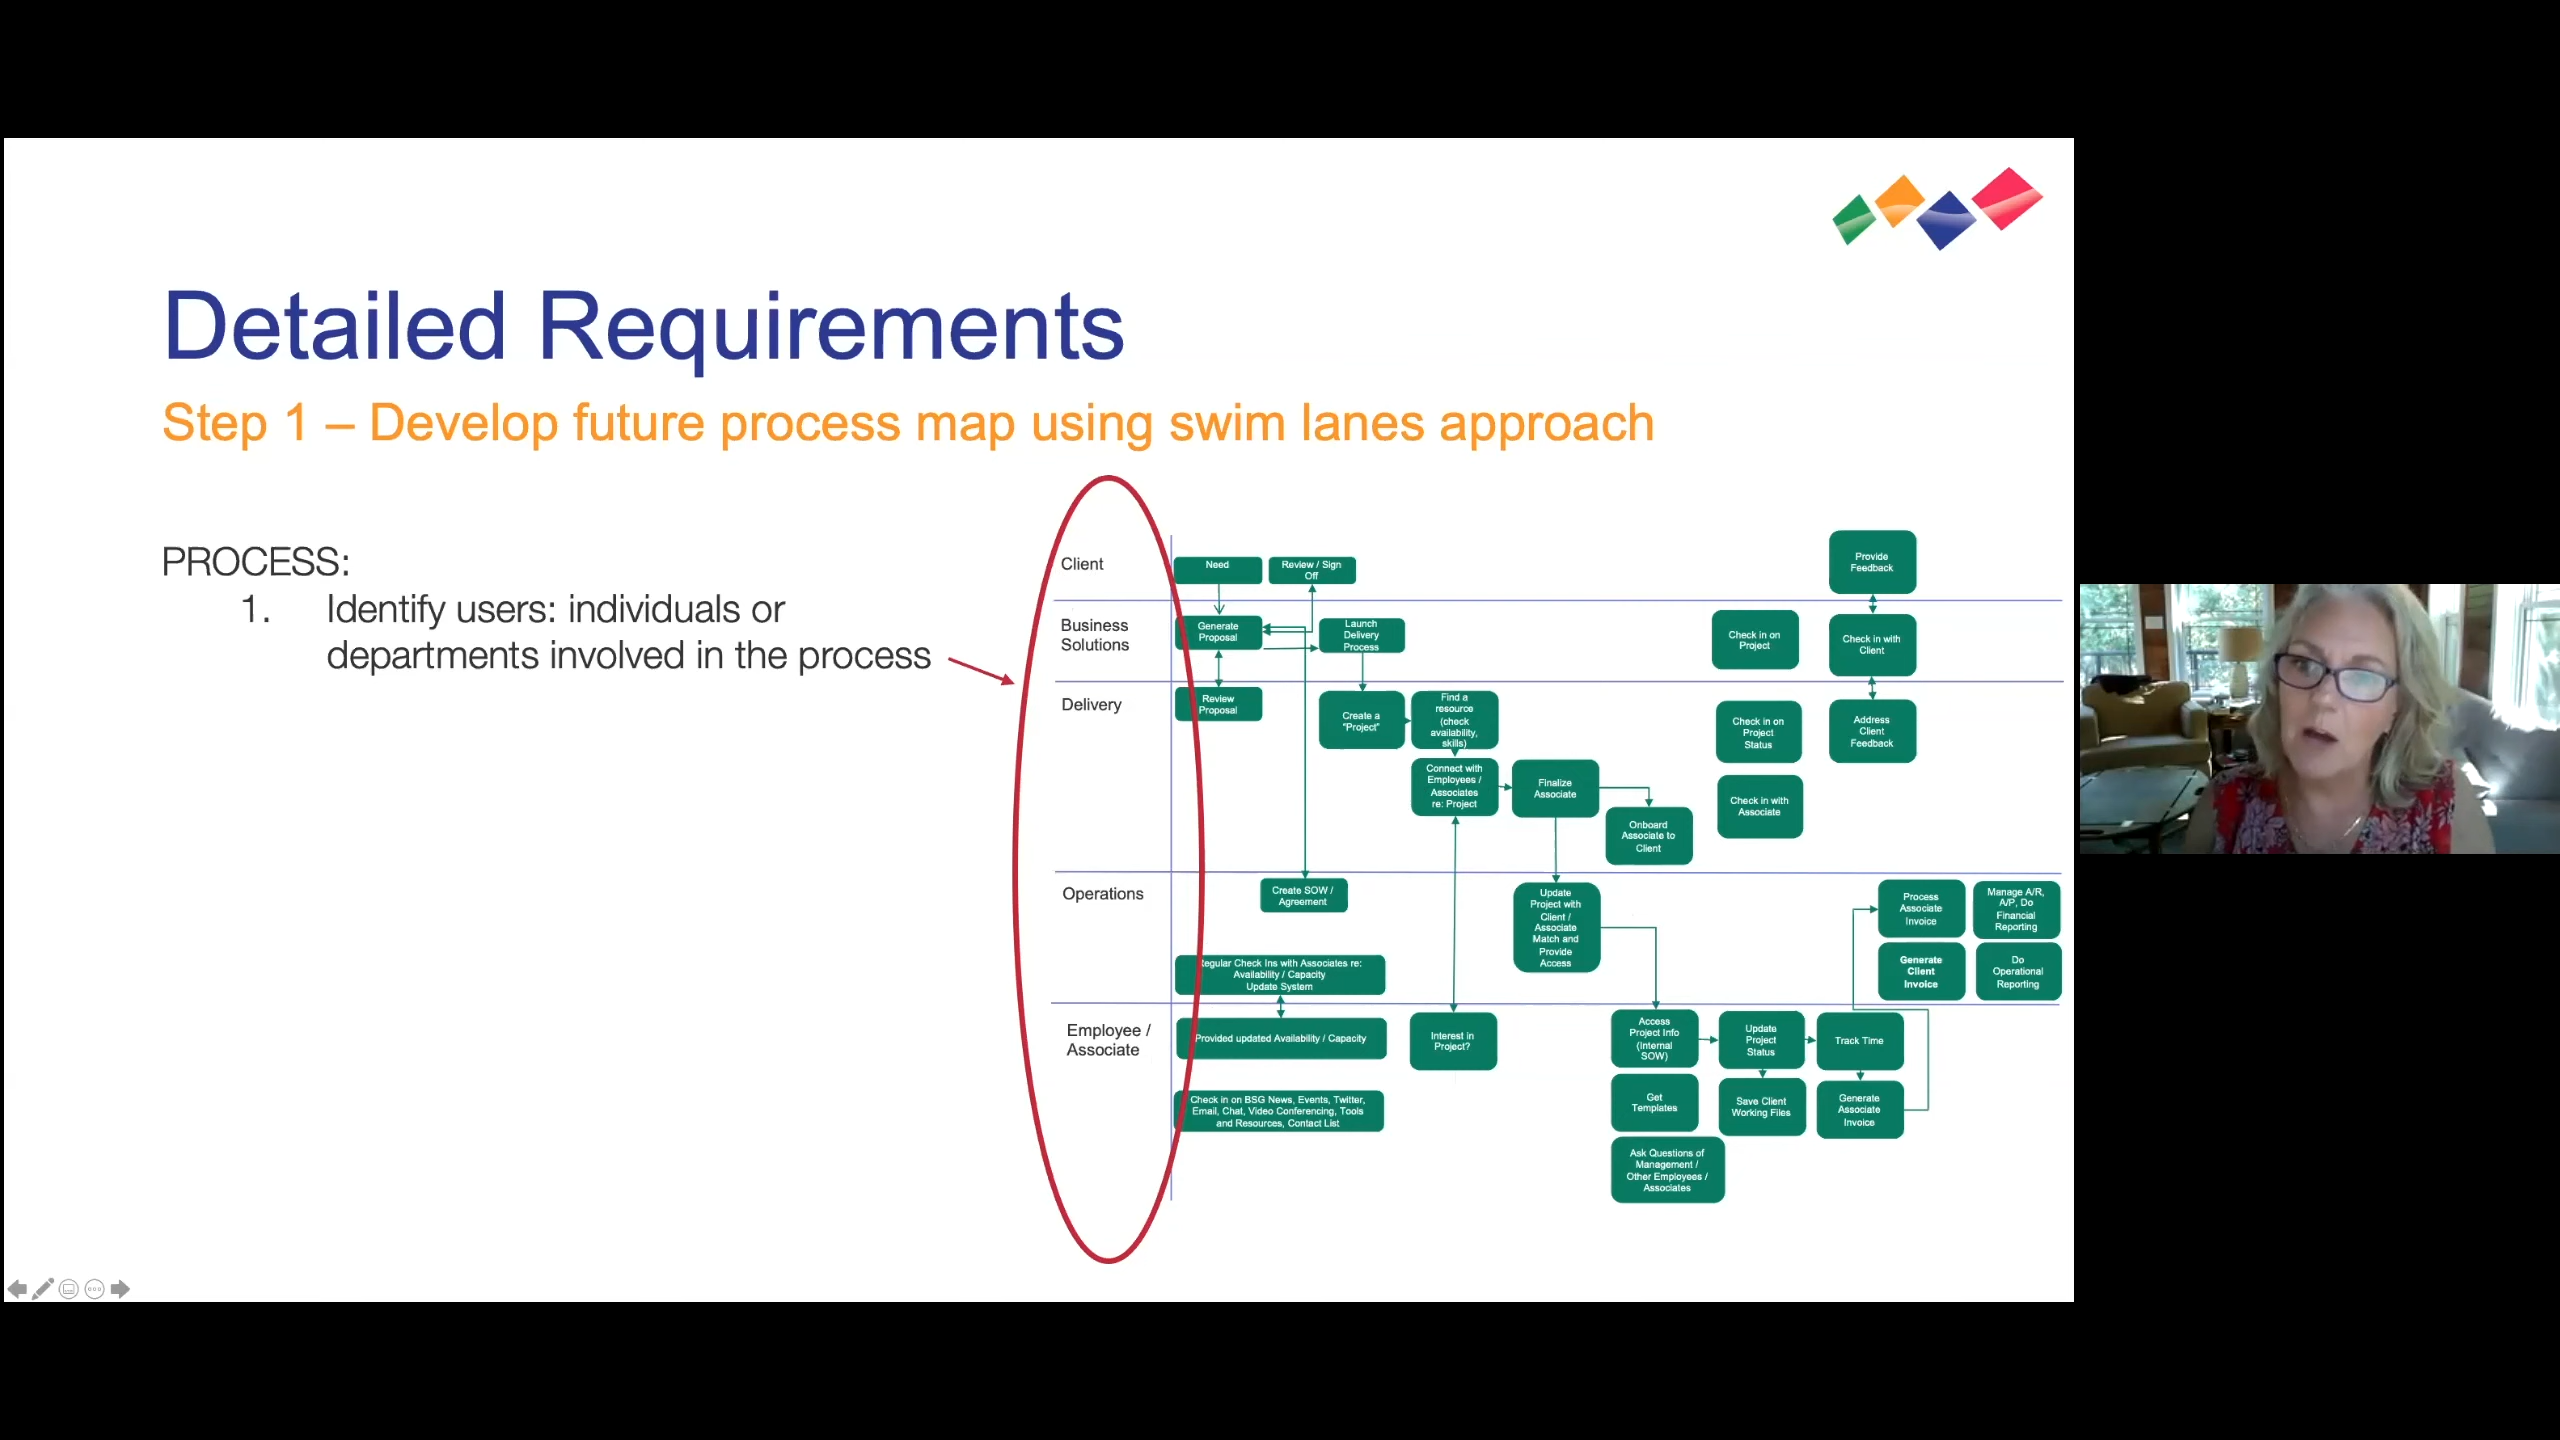 Detailed Requirements
Step 1 – Develop future process map using swim lanes approach
PROCESS:
1. Identify users: individuals or
departments involved in the process
Client
Need
Review / Sign
Off
Provide
Feedback
Business
Solutions
Generate
Proposal
Launch
Delivery
Process
Check in on
Project
Check in with
Client
Delivery
Review
Proposal
Create a
"Project"
Find a
resource
(check
availability,
skills)
Check in on
Project
Status
Address
Client
Feedback
Connect with
Employees /
Associates
re: Project
Finalize
Associate
Check in with
Associate
Onboard
Associate to
Client
Operations
Create SOW /
Agreement
Update
Project with
Client /
Associate
Match and
Provide
Access
Process
Associate
Invoice
Manage A/R,
A/P, Do
Financial
Reporting
Regular Check Ins with Associates re:
Availability / Capacity
Update System
Generate
Client
Invoice
Do
Operational
Reporting
Employee /
Associate
Provided updated Availability / Capacity
Interest in
Project?
Access
Project Info
(Internal
SOW)
Update
Project
Status
Track Time
Check in on BSG News, Events, Twitter,
Email, Chat, Video Conferencing, Tools
and Resources, Contact List
Get
Templates
Save Client
Working Files
Generate
Associate
Invoice
Ask Questions of
Management /
Other Employees /
Associates